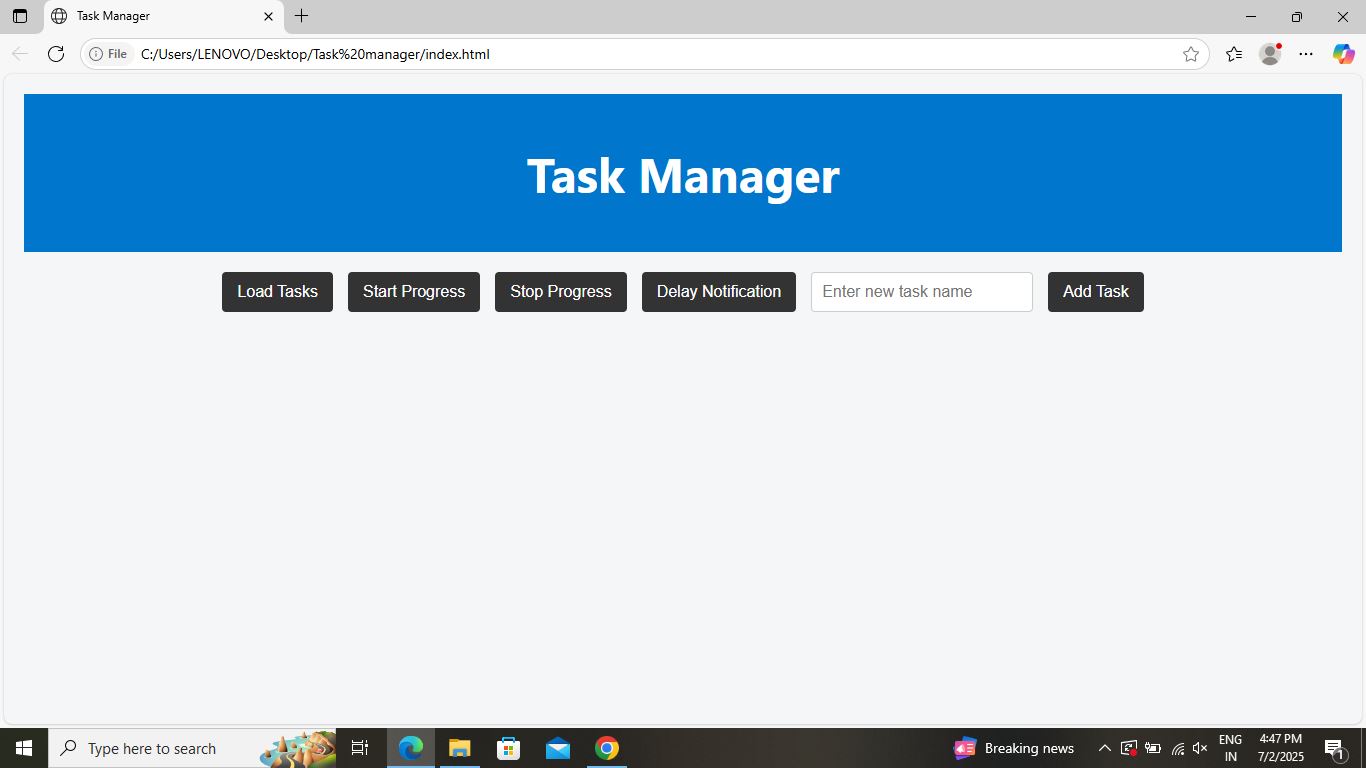 Task Manager
File C:/Users/LENOVO/Desktop/Task%20manager/index.html
Task Manager
Load Tasks Start Progress Stop Progress Delay Notification Enter new task name Add Task
Type here to search Breaking news ENG IN 4:47 PM 7/2/2025 1